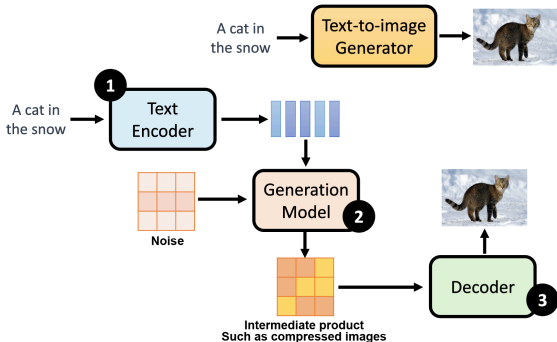 A cat in
the snow
Text-to-image
Generator
1
A cat in
the snow
Text
Encoder
Generation
Model
2
Noise
Decoder
3
Intermediate product
Such as compressed images